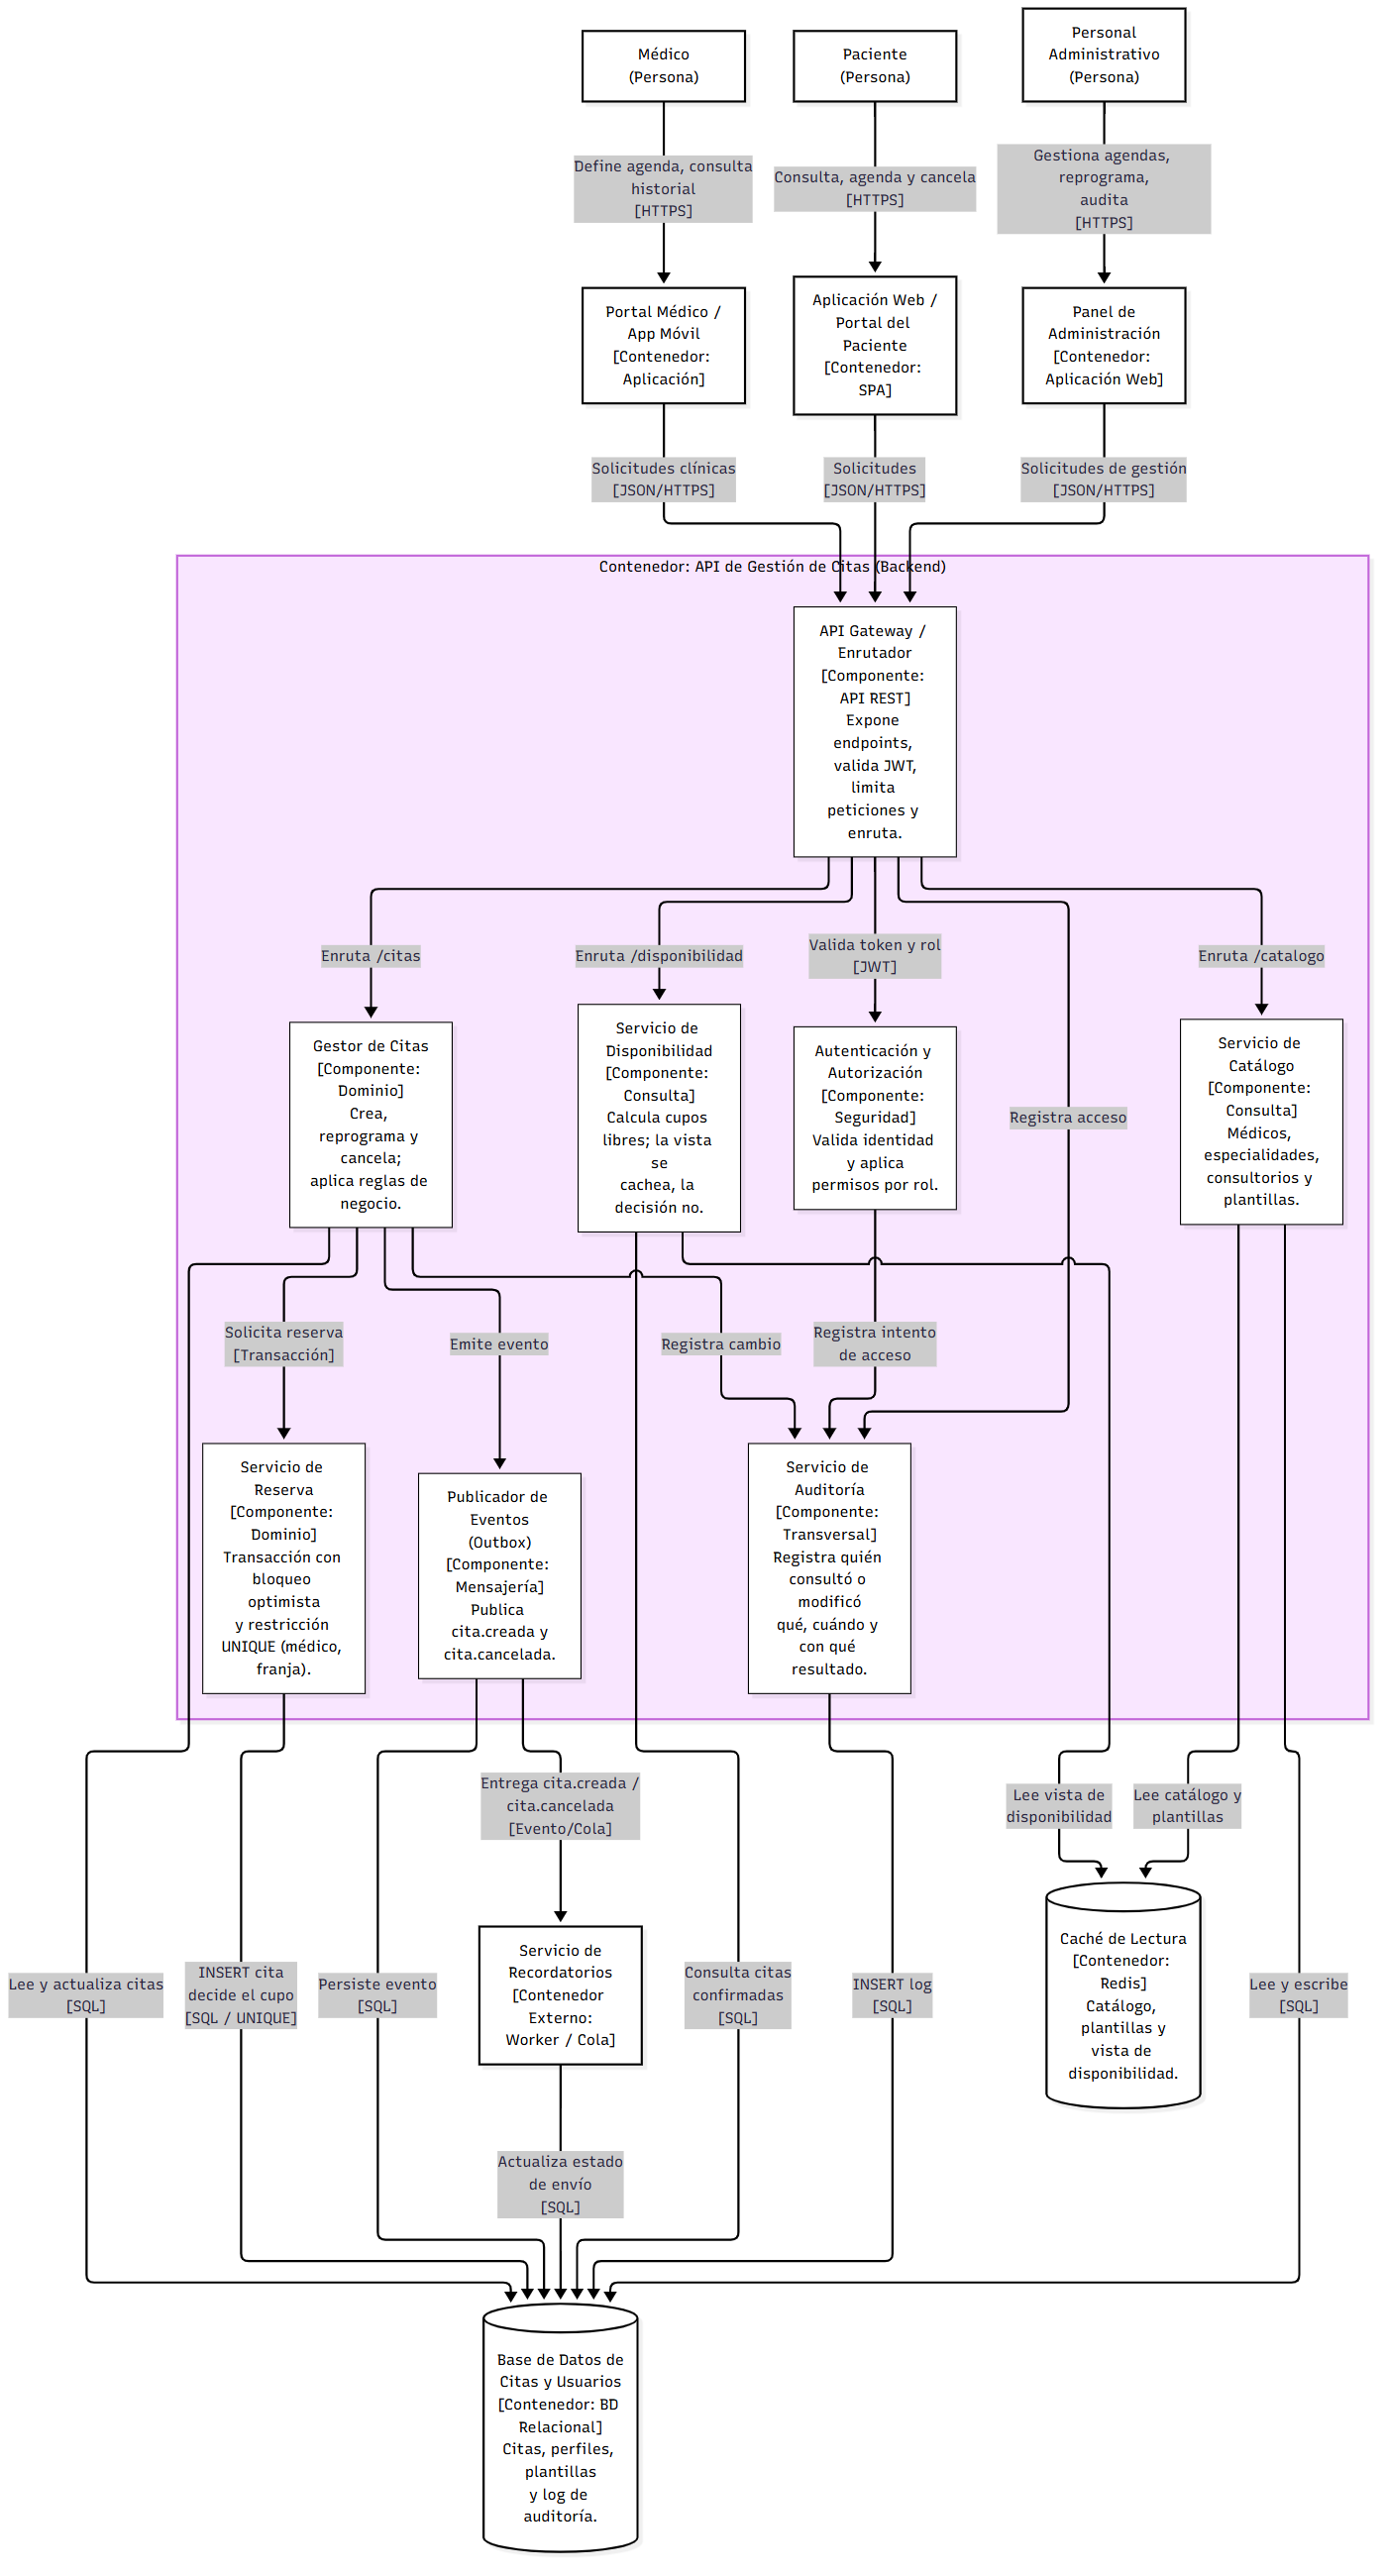 Médico
(Persona)
Paciente
(Persona)
Personal
Administrativo
(Persona)
Define agenda, consulta
historial
[HTTPS]
Consulta, agenda y cancela
[HTTPS]
Gestiona agendas,
reprograma,
audita
[HTTPS]
Portal Médico /
App Móvil
[Contenedor:
Aplicación]
Aplicación Web /
Portal del
Paciente
[Contenedor:
SPA]
Panel de
Administración
[Contenedor:
Aplicación Web]
Solicitudes clínicas
[JSON/HTTPS]
Solicitudes
[JSON/HTTPS]
Solicitudes de gestión
[JSON/HTTPS]
Contenedor: API de Gestión de Citas (Backend)
API Gateway /
Enrutador
[Componente:
API REST]
Expone
endpoints,
valida JWT,
limita
peticiones y
enruta.
Enruta /citas
Enruta /disponibilidad
Valida token y rol
[JWT]
Enruta /catalogo
Gestor de Citas
[Componente:
Dominio]
Crea,
reprograma y
cancela;
aplica reglas de
negocio.
Servicio de
Disponibilidad
[Componente:
Consulta]
Calcula cupos
libres; la vista
se
cachea, la
decisión no.
Autenticación y
Autorización
[Componente:
Seguridad]
Valida identidad
y aplica
permisos por rol.
Registra acceso
Servicio de
Catálogo
[Componente:
Consulta]
Médicos,
especialidades,
consultorios y
plantillas.
Solicita reserva
[Transacción]
Emite evento
Registra cambio
Registra intento
de acceso
Servicio de
Reserva
[Componente:
Dominio]
Transacción con
bloqueo
optimista
y restricción
UNIQUE (médico,
franja).
Publicador de
Eventos
(Outbox)
[Componente:
Mensajería]
Publica
cita.creada y
cita.cancelada.
Servicio de
Auditoría
[Componente:
Transversal]
Registra quién
consultó o
modificó
qué, cuándo y
con qué
resultado.
Entrega cita.creada /
cita.cancelada
[Evento/Cola]
Lee vista de
disponibilidad
Lee catálogo y
plantillas
Lee y actualiza citas
[SQL]
INSERT cita
decide el cupo
[SQL / UNIQUE]
Persiste evento
[SQL]
Servicio de
Recordatorios
[Contenedor
Externo:
Worker / Cola]
Consulta citas
confirmadas
[SQL]
INSERT log
[SQL]
Caché de Lectura
[Contenedor:
Redis]
Catálogo,
plantillas y
vista de
disponibilidad.
Lee y escribe
[SQL]
Actualiza estado
de envío
[SQL]
Base de Datos de
Citas y Usuarios
[Contenedor: BD
Relacional]
Citas, perfiles,
plantillas
y log de
auditoría.